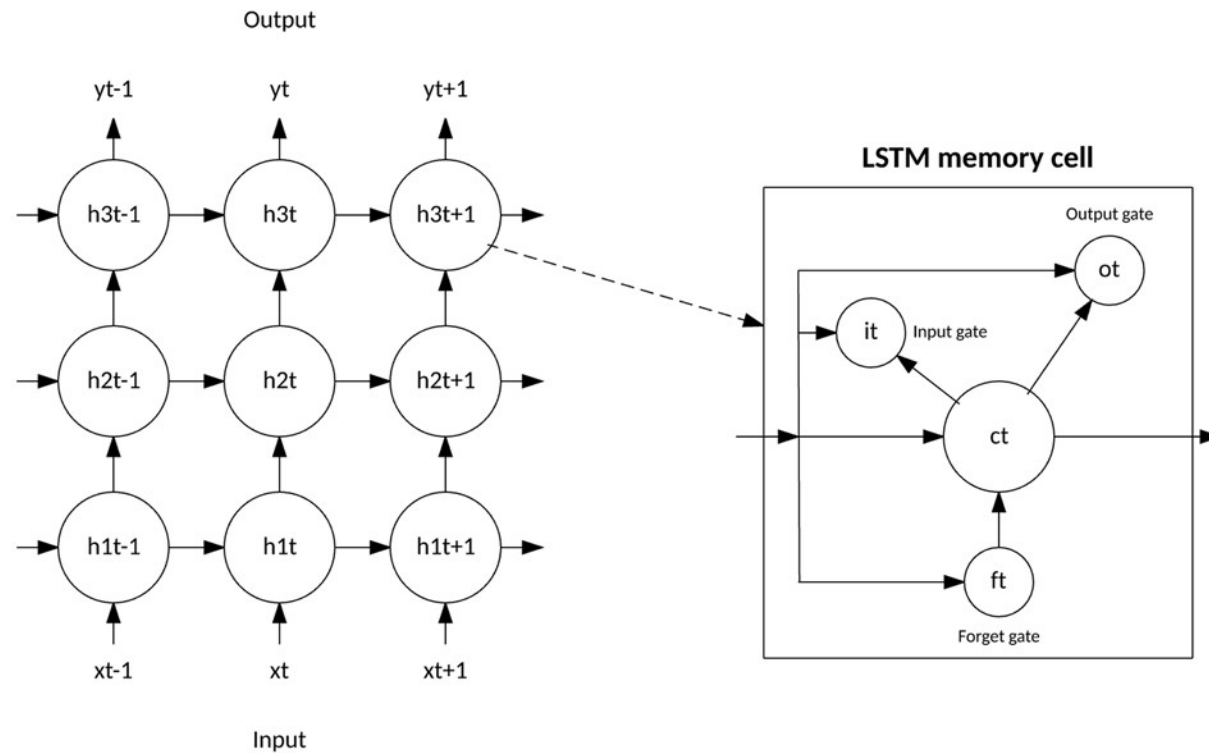 Output
yt-1 yt yt+1
h3t-1 h3t h3t+1
h2t-1 h2t h2t+1
h1t-1 h1t h1t+1
xt-1 xt xt+1
Input
LSTM memory cell
Output gate
ot
it Input gate
ct
ft
Forget gate